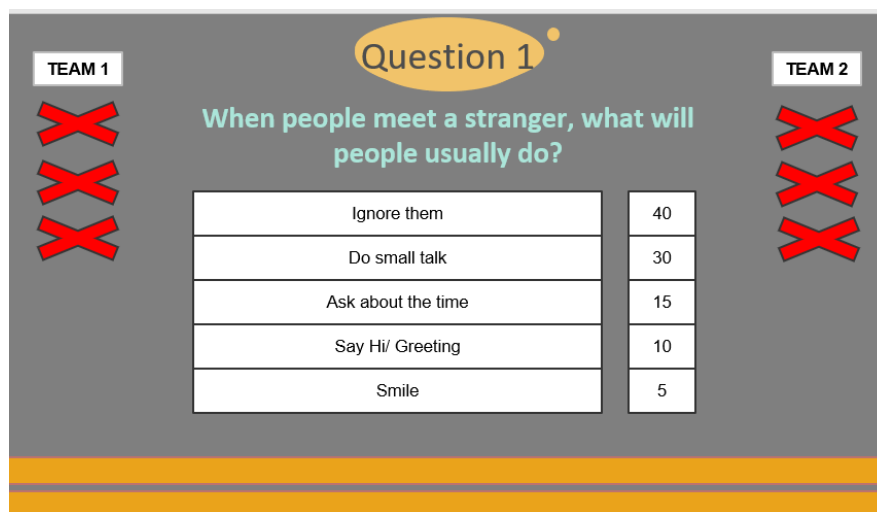 Question 1
TEAM 1
TEAM 2
When people meet a stranger, what will
people usually do?
Ignore them 40
Do small talk 30
Ask about the time 15
Say Hi/ Greeting 10
Smile 5